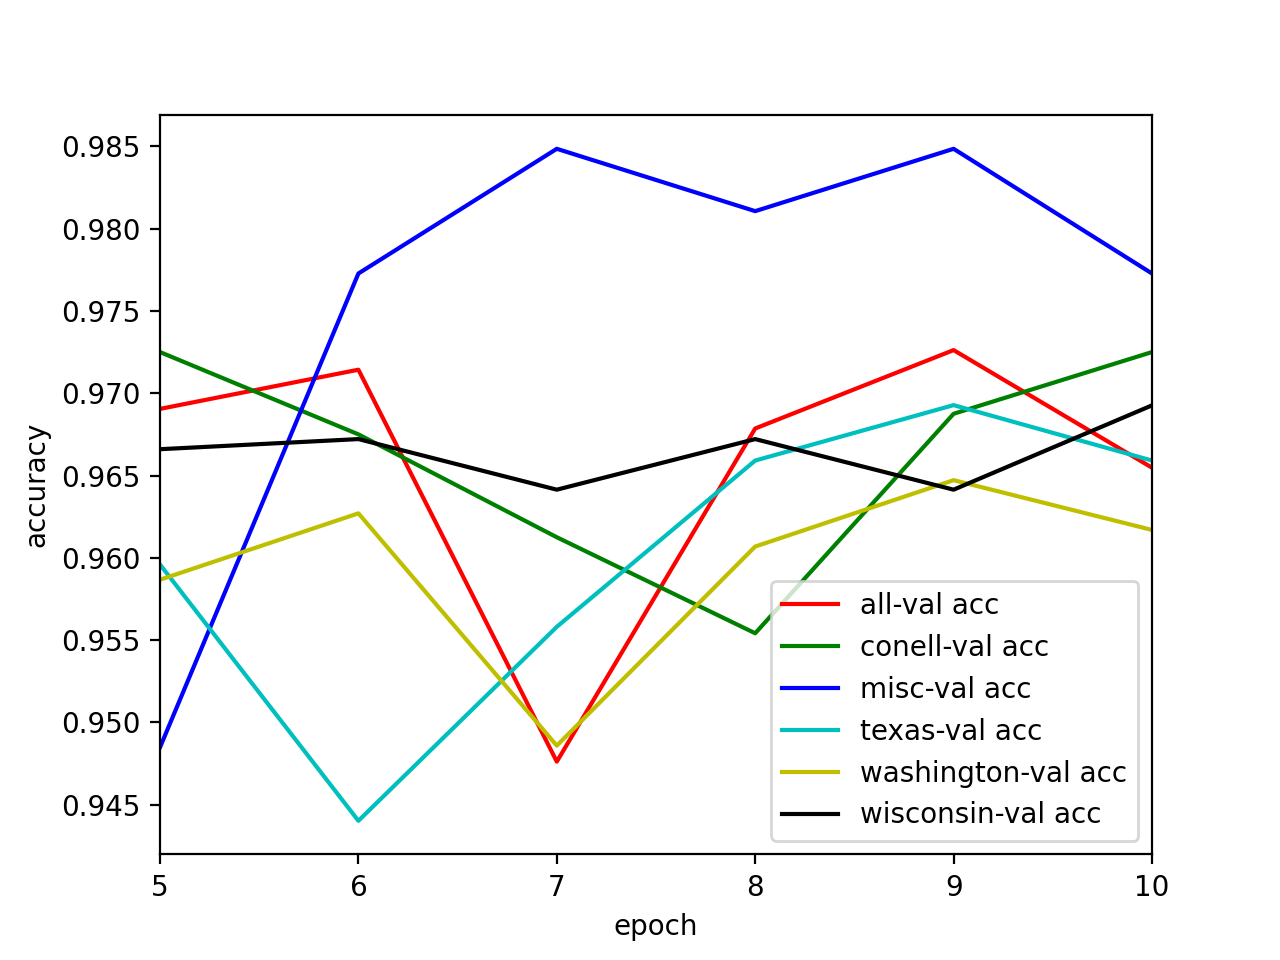 0.985
0.980
0.975
0.970
0.965
0.960
0.955
0.950
0.945
accuracy
5 6 7 8 9 10
epoch
all-val acc
conell-val acc
misc-val acc
texas-val acc
washington-val acc
wisconsin-val acc